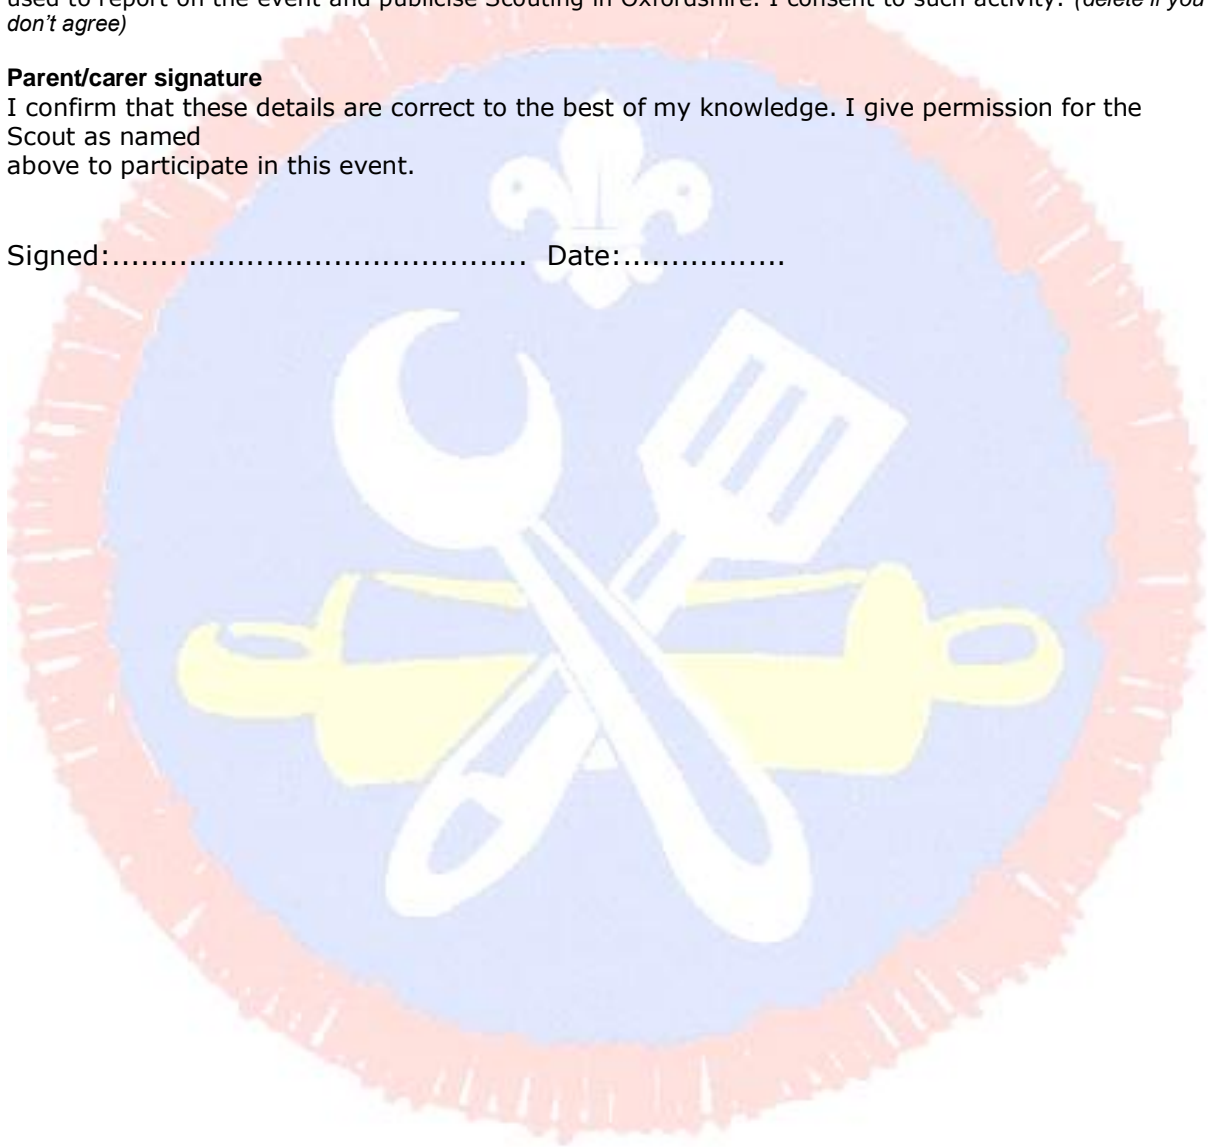 used to report on the event and publicise Scouting in Oxfordshire. I consent to such activity. (delete if you
don't agree)
Parent/carer signature
I confirm that these details are correct to the best of my knowledge. I give permission for the
Scout as named
above to participate in this event.
Signed:........................................... Date:.................